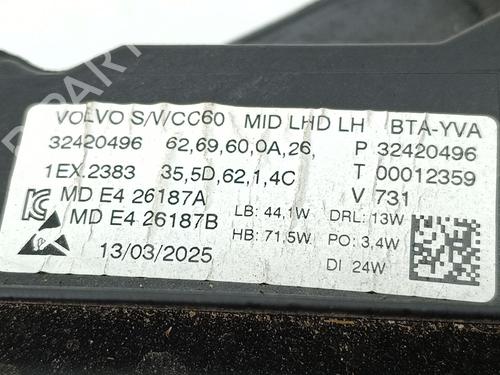 VOLVO S/V/CC60 MID LHD LH BTA-YVA
32420496 62,69,60,0A,26, P 32420496
1EX.2383 35,5D,62,1,4C T 00012359
MD E4 26187A V 731
MD E4 26187B LB: 44,1W DRL: 13W
HB: 71,5W PO: 3,4W
13/03/2025 DI 24W